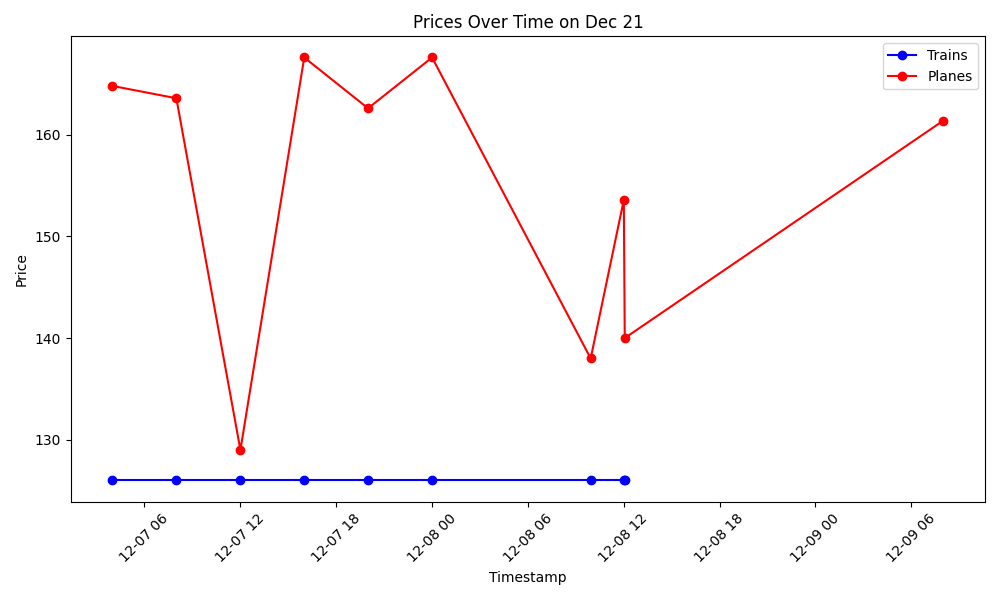 Prices Over Time on Dec 21
Trains
Planes
Price
160
150
140
130
12-07 06
12-07 12
12-07 18
12-08 00
12-08 06
12-08 12
12-08 18
12-09 00
12-09 06
Timestamp